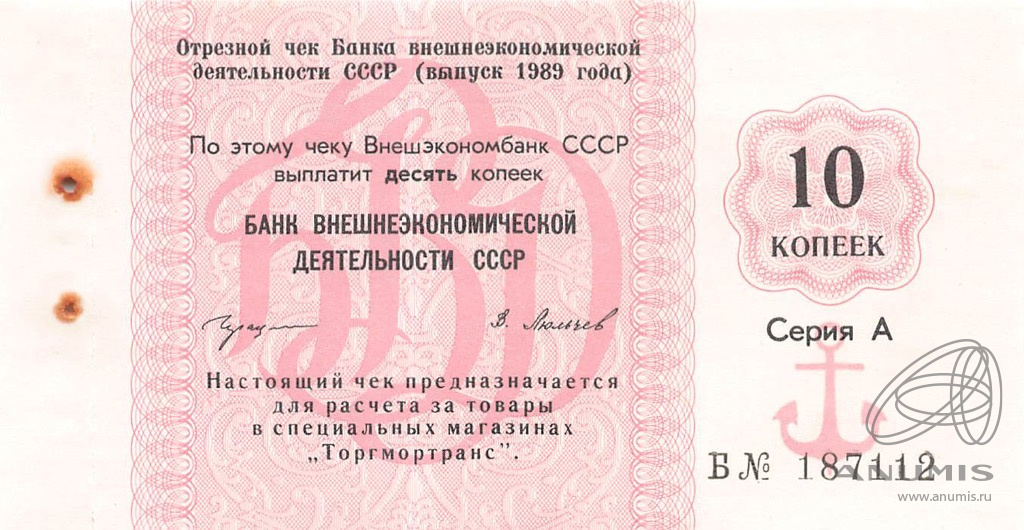 Отрезной чек Банка внешнеэкономической
деятельности СССР (выпуск 1989 года)
По этому чеку Внешэкономбанк СССР
выплатит десять копеек
БАНК ВНЕШНЕЭКОНОМИЧЕСКОЙ
ДЕЯТЕЛЬНОСТИ СССР
В. Люльчев
Настоящий чек предназначается
для расчета за товары
в специальных магазинах
„Торгмортранс".
10
КОПЕЕК
Серия А
Б № 187112
ANUMIS
www.anumis.ru